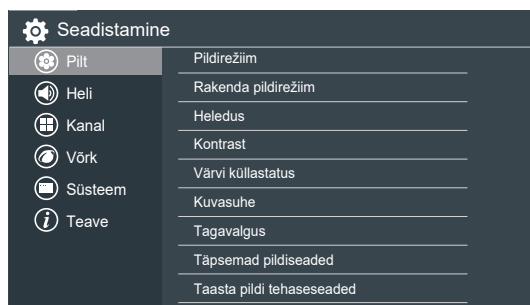 Seadistamine
Pilt
Heli
Kanal
Võrk
Süsteem
Teave
Pildirežiim
Rakenda pildirežiim
Heledus
Kontrast
Värvi küllastatus
Kuvasuhe
Tagavalgus
Täpsemad pildiseaded
Taasta pildi tehaseseaded